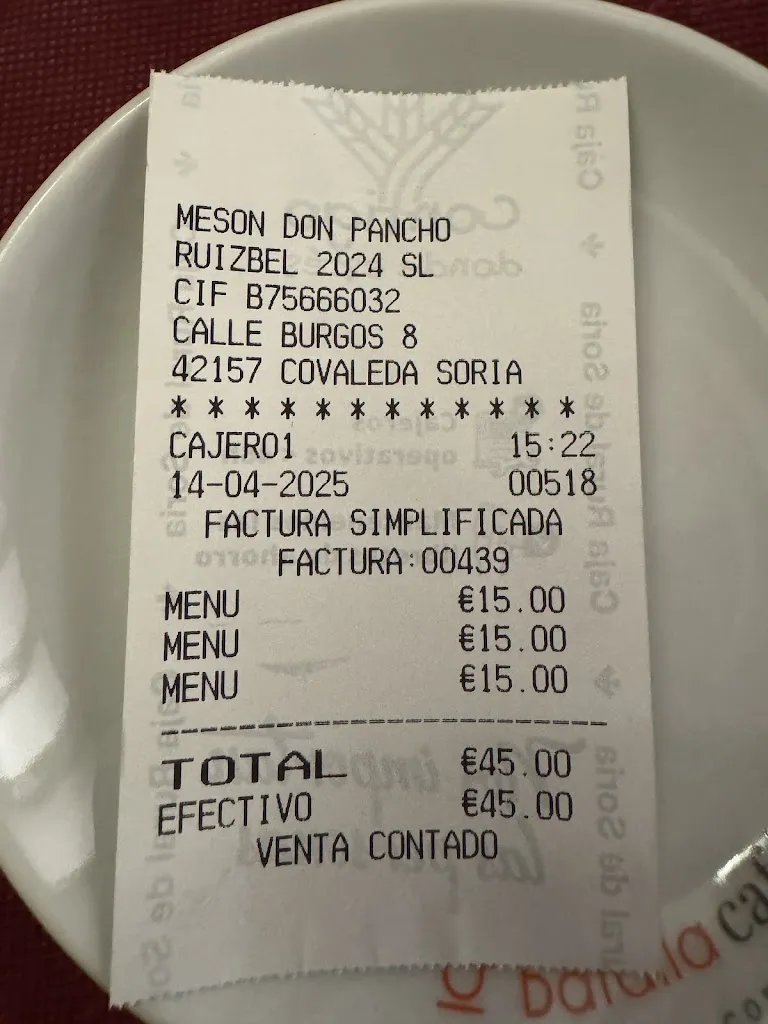 MESON DON PANCHO
RUIZBEL 2024 SL
CIF B75666032
CALLE BURGOS 8
42157 COVALEDA SORIA
* * * * * * * * * * * *
CAJERO1 15:22
14-04-2025 00518
FACTURA SIMPLIFICADA
FACTURA:00439
MENU €15.00
MENU €15.00
MENU €15.00
--------------------------------
TOTAL €45.00
EFECTIVO €45.00
VENTA CONTADO